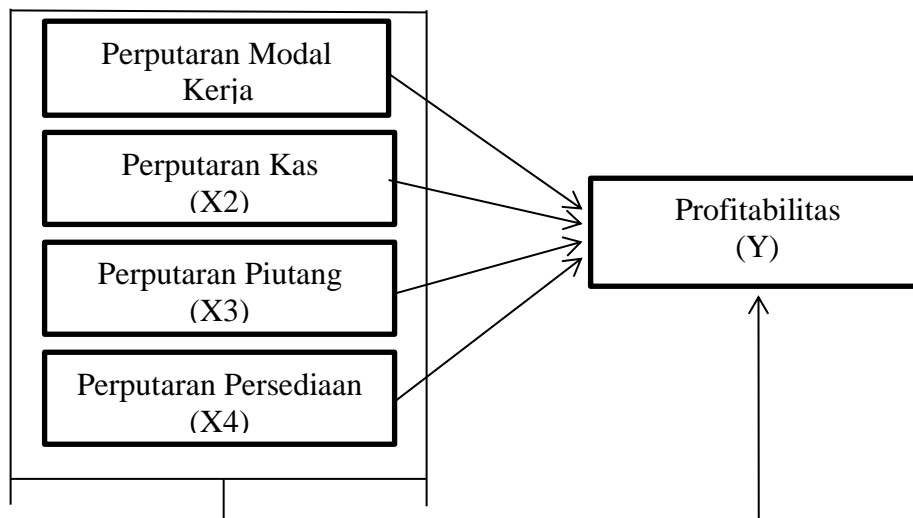 Perputaran Modal
Kerja
Perputaran Kas
(X2)
Perputaran Piutang
(X3)
Perputaran Persediaan
(X4)
Profitabilitas
(Y)